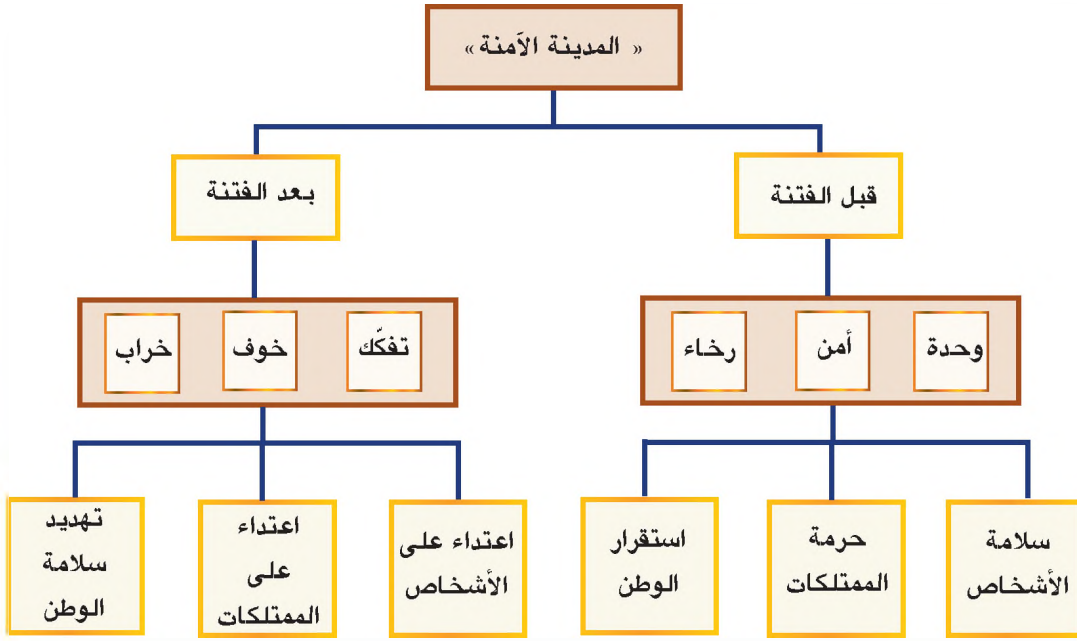 « المدينة الآمنة »
قبل الفتنة
بعد الفتنة
وحدة
أمن
رخاء
تفكّك
خوف
خراب
سلامة
الأشخاص
حرمة
الممتلكات
استقرار
الوطن
اعتداء على
الأشخاص
اعتداء
على
الممتلكات
تهديد
سلامة
الوطن